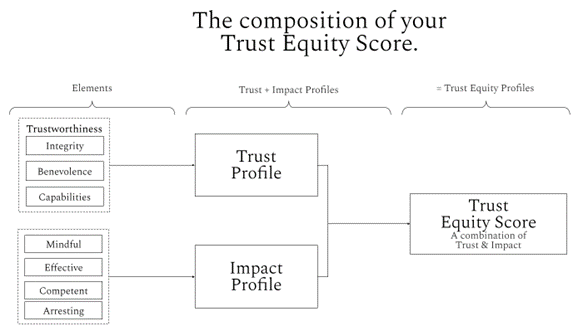 The composition of your
Trust Equity Score.
Elements
Trust + Impact Profiles
= Trust Equity Profiles
Trustworthiness
Integrity
Benevolence
Capabilities
Mindful
Effective
Competent
Arresting
Trust
Profile
Impact
Profile
Trust
Equity Score
A combination of
Trust & Impact